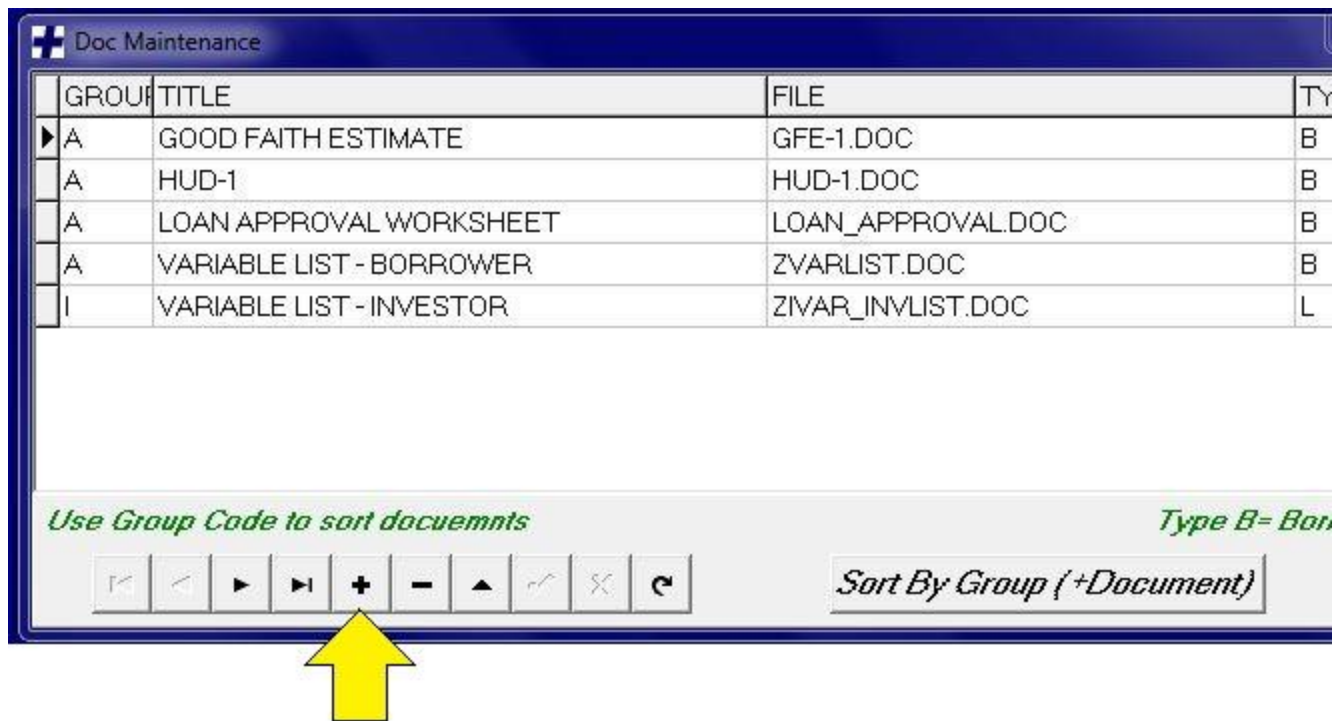 Doc Maintenance
GROUP TITLE FILE TY
A GOOD FAITH ESTIMATE GFE-1.DOC B
A HUD-1 HUD-1.DOC B
A LOAN APPROVAL WORKSHEET LOAN_APPROVAL.DOC B
A VARIABLE LIST - BORROWER ZVARLIST.DOC B
I VARIABLE LIST - INVESTOR ZIVAR_INVLIST.DOC L
Use Group Code to sort docuemnts Type B= Borr
Sort By Group (+Document)